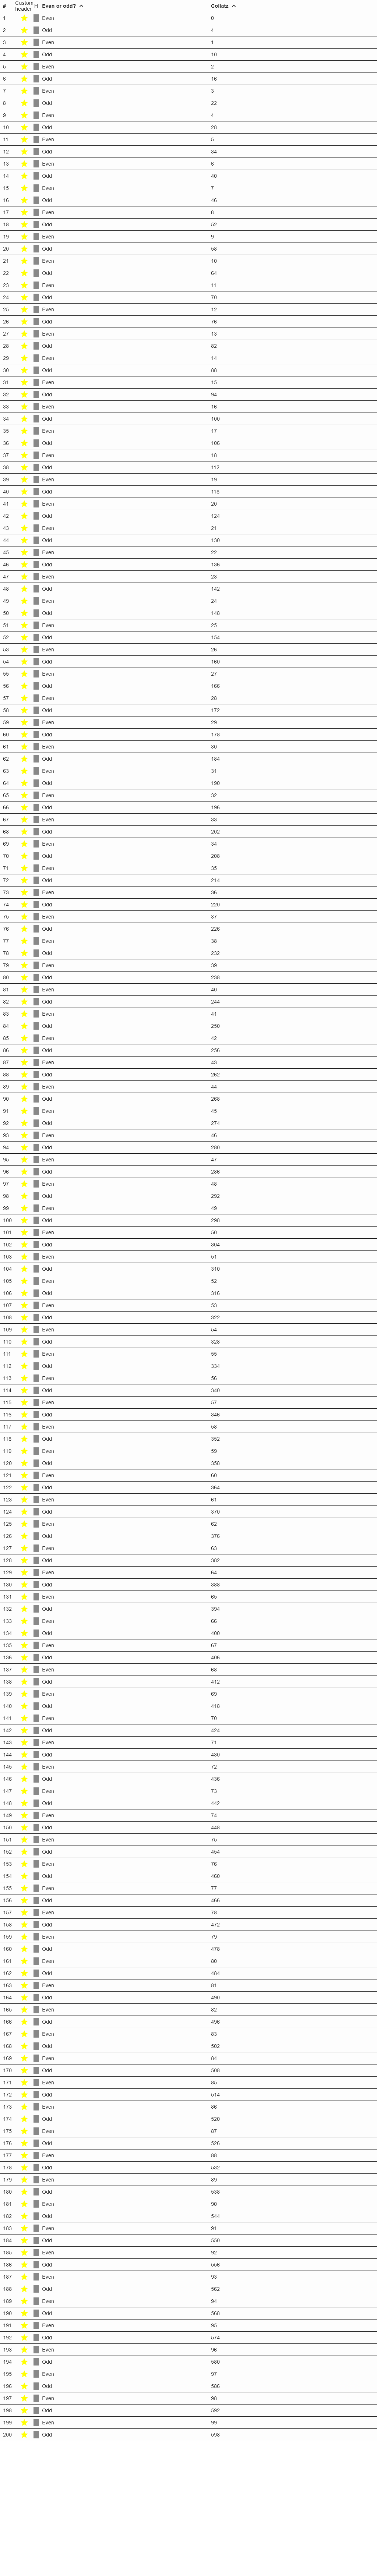 # Custom header H Even or odd? Collatz
1 Even 0
2 Odd 4
3 Even 1
4 Odd 10
5 Even 2
6 Odd 16
7 Even 3
8 Odd 22
9 Even 4
10 Odd 28
11 Even 5
12 Odd 34
13 Even 6
14 Odd 40
15 Even 7
16 Odd 46
17 Even 8
18 Odd 52
19 Even 9
20 Odd 58
21 Even 10
22 Odd 64
23 Even 11
24 Odd 70
25 Even 12
26 Odd 76
27 Even 13
28 Odd 82
29 Even 14
30 Odd 88
31 Even 15
32 Odd 94
33 Even 16
34 Odd 100
35 Even 17
36 Odd 106
37 Even 18
38 Odd 112
39 Even 19
40 Odd 118
41 Even 20
42 Odd 124
43 Even 21
44 Odd 130
45 Even 22
46 Odd 136
47 Even 23
48 Odd 142
49 Even 24
50 Odd 148
51 Even 25
52 Odd 154
53 Even 26
54 Odd 160
55 Even 27
56 Odd 166
57 Even 28
58 Odd 172
59 Even 29
60 Odd 178
61 Even 30
62 Odd 184
63 Even 31
64 Odd 190
65 Even 32
66 Odd 196
67 Even 33
68 Odd 202
69 Even 34
70 Odd 208
71 Even 35
72 Odd 214
73 Even 36
74 Odd 220
75 Even 37
76 Odd 226
77 Even 38
78 Odd 232
79 Even 39
80 Odd 238
81 Even 40
82 Odd 244
83 Even 41
84 Odd 250
85 Even 42
86 Odd 256
87 Even 43
88 Odd 262
89 Even 44
90 Odd 268
91 Even 45
92 Odd 274
93 Even 46
94 Odd 280
95 Even 47
96 Odd 286
97 Even 48
98 Odd 292
99 Even 49
100 Odd 298
101 Even 50
102 Odd 304
103 Even 51
104 Odd 310
105 Even 52
106 Odd 316
107 Even 53
108 Odd 322
109 Even 54
110 Odd 328
111 Even 55
112 Odd 334
113 Even 56
114 Odd 340
115 Even 57
116 Odd 346
117 Even 58
118 Odd 352
119 Even 59
120 Odd 358
121 Even 60
122 Odd 364
123 Even 61
124 Odd 370
125 Even 62
126 Odd 376
127 Even 63
128 Odd 382
129 Even 64
130 Odd 388
131 Even 65
132 Odd 394
133 Even 66
134 Odd 400
135 Even 67
136 Odd 406
137 Even 68
138 Odd 412
139 Even 69
140 Odd 418
141 Even 70
142 Odd 424
143 Even 71
144 Odd 430
145 Even 72
146 Odd 436
147 Even 73
148 Odd 442
149 Even 74
150 Odd 448
151 Even 75
152 Odd 454
153 Even 76
154 Odd 460
155 Even 77
156 Odd 466
157 Even 78
158 Odd 472
159 Even 79
160 Odd 478
161 Even 80
162 Odd 484
163 Even 81
164 Odd 490
165 Even 82
166 Odd 496
167 Even 83
168 Odd 502
169 Even 84
170 Odd 508
171 Even 85
172 Odd 514
173 Even 86
174 Odd 520
175 Even 87
176 Odd 526
177 Even 88
178 Odd 532
179 Even 89
180 Odd 538
181 Even 90
182 Odd 544
183 Even 91
184 Odd 550
185 Even 92
186 Odd 556
187 Even 93
188 Odd 562
189 Even 94
190 Odd 568
191 Even 95
192 Odd 574
193 Even 96
194 Odd 580
195 Even 97
196 Odd 586
197 Even 98
198 Odd 592
199 Even 99
200 Odd 598